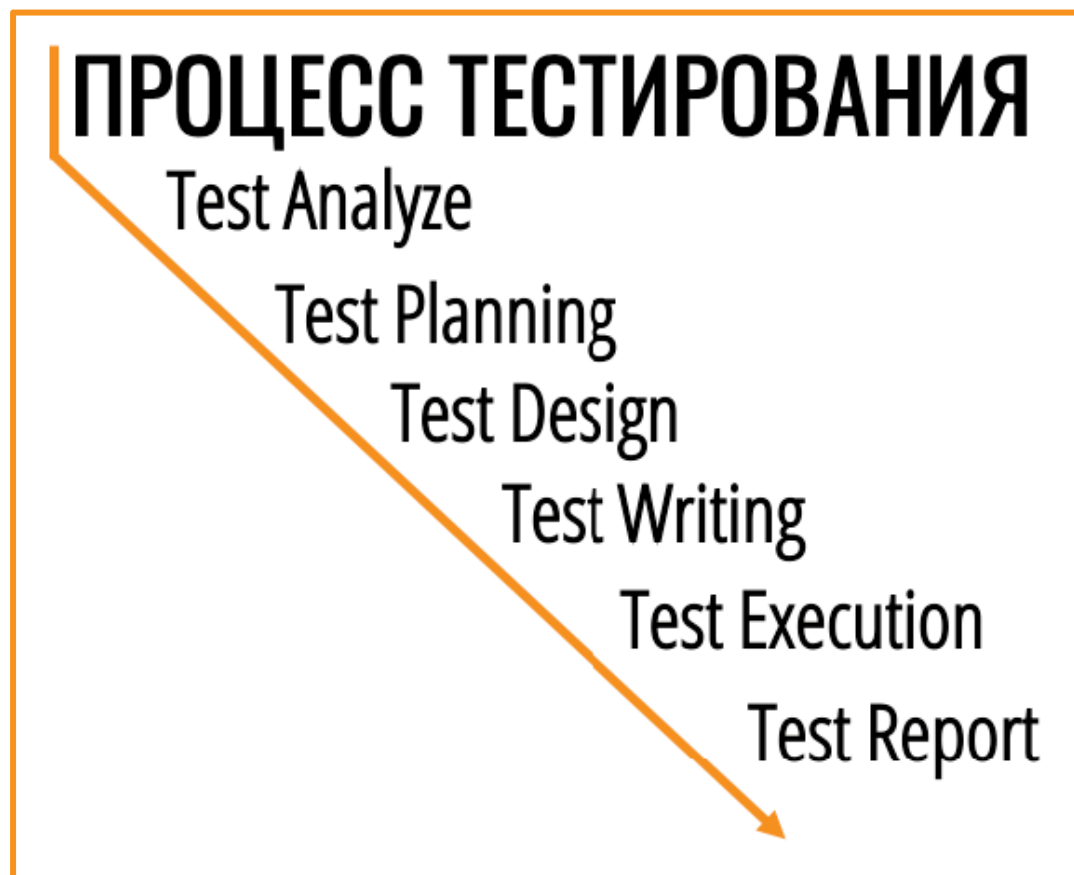 ПРОЦЕСС ТЕСТИРОВАНИЯ
Test Analyze
Test Planning
Test Design
Test Writing
Test Execution
Test Report